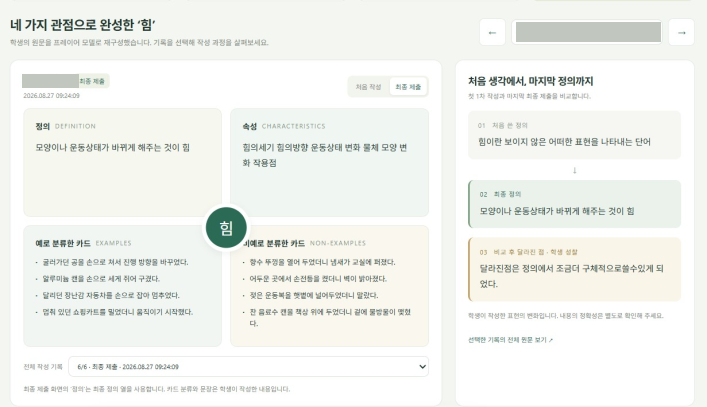 네 가지 관점으로 완성한 '힘'
학생의 원문을 프레이어 모델로 재구성했습니다. 기록을 선택해 작성 과정을 살펴보세요.
←
→
최종 제출
2026.08.27 09:24:09
처음 작성
최종 제출
정의 DEFINITION
모양이나 운동상태가 바뀌게 해주는 것이 힘
속성 CHARACTERISTICS
힘의세기 힘의방향 운동상태 변화 물체 모양 변
화 작용점
힘
예로 분류한 카드 EXAMPLES
· 굴러가던 공을 손으로 쳐서 진행 방향을 바꾸었다.
· 알루미늄 캔을 손으로 세게 쥐어 구겼다.
· 달리던 장난감 자동차를 손으로 잡아 멈추었다.
· 멈춰 있던 쇼핑카트를 밀었더니 움직이기 시작했다.
비예로 분류한 카드 NON-EXAMPLES
· 향수 뚜껑을 열어 두었더니 냄새가 교실에 퍼졌다.
· 어두운 곳에서 손전등을 켰더니 벽이 밝아졌다.
· 젖은 운동복을 햇볕에 널어두었더니 말랐다.
· 찬 음료수 캔을 책상 위에 두었더니 겉에 물방울이 맺혔
다.
전체 작성 기록
6/6 · 최종 제출 · 2026.08.27 09:24:09
최종 제출 화면의 '정의'는 최종 정의 열을 사용합니다. 카드 분류와 문장은 학생이 작성한 내용입니다.
처음 생각에서, 마지막 정의까지
첫 1차 작성과 마지막 최종 제출을 비교합니다.
01 처음 쓴 정의
힘이란 보이지 않은 어떠한 표현을 나타내는 단어
↓
02 최종 정의
모양이나 운동상태가 바뀌게 해주는 것이 힘
03 비교 후 달라진 점 · 학생 성찰
달라진점은 정의에서 조금더 구체적으로쓸수있게 되
었다.
학생이 작성한 표현의 변화입니다. 내용의 정확성은 별도로 확인해 주세요.
선택한 기록의 전체 원문 보기 ↗